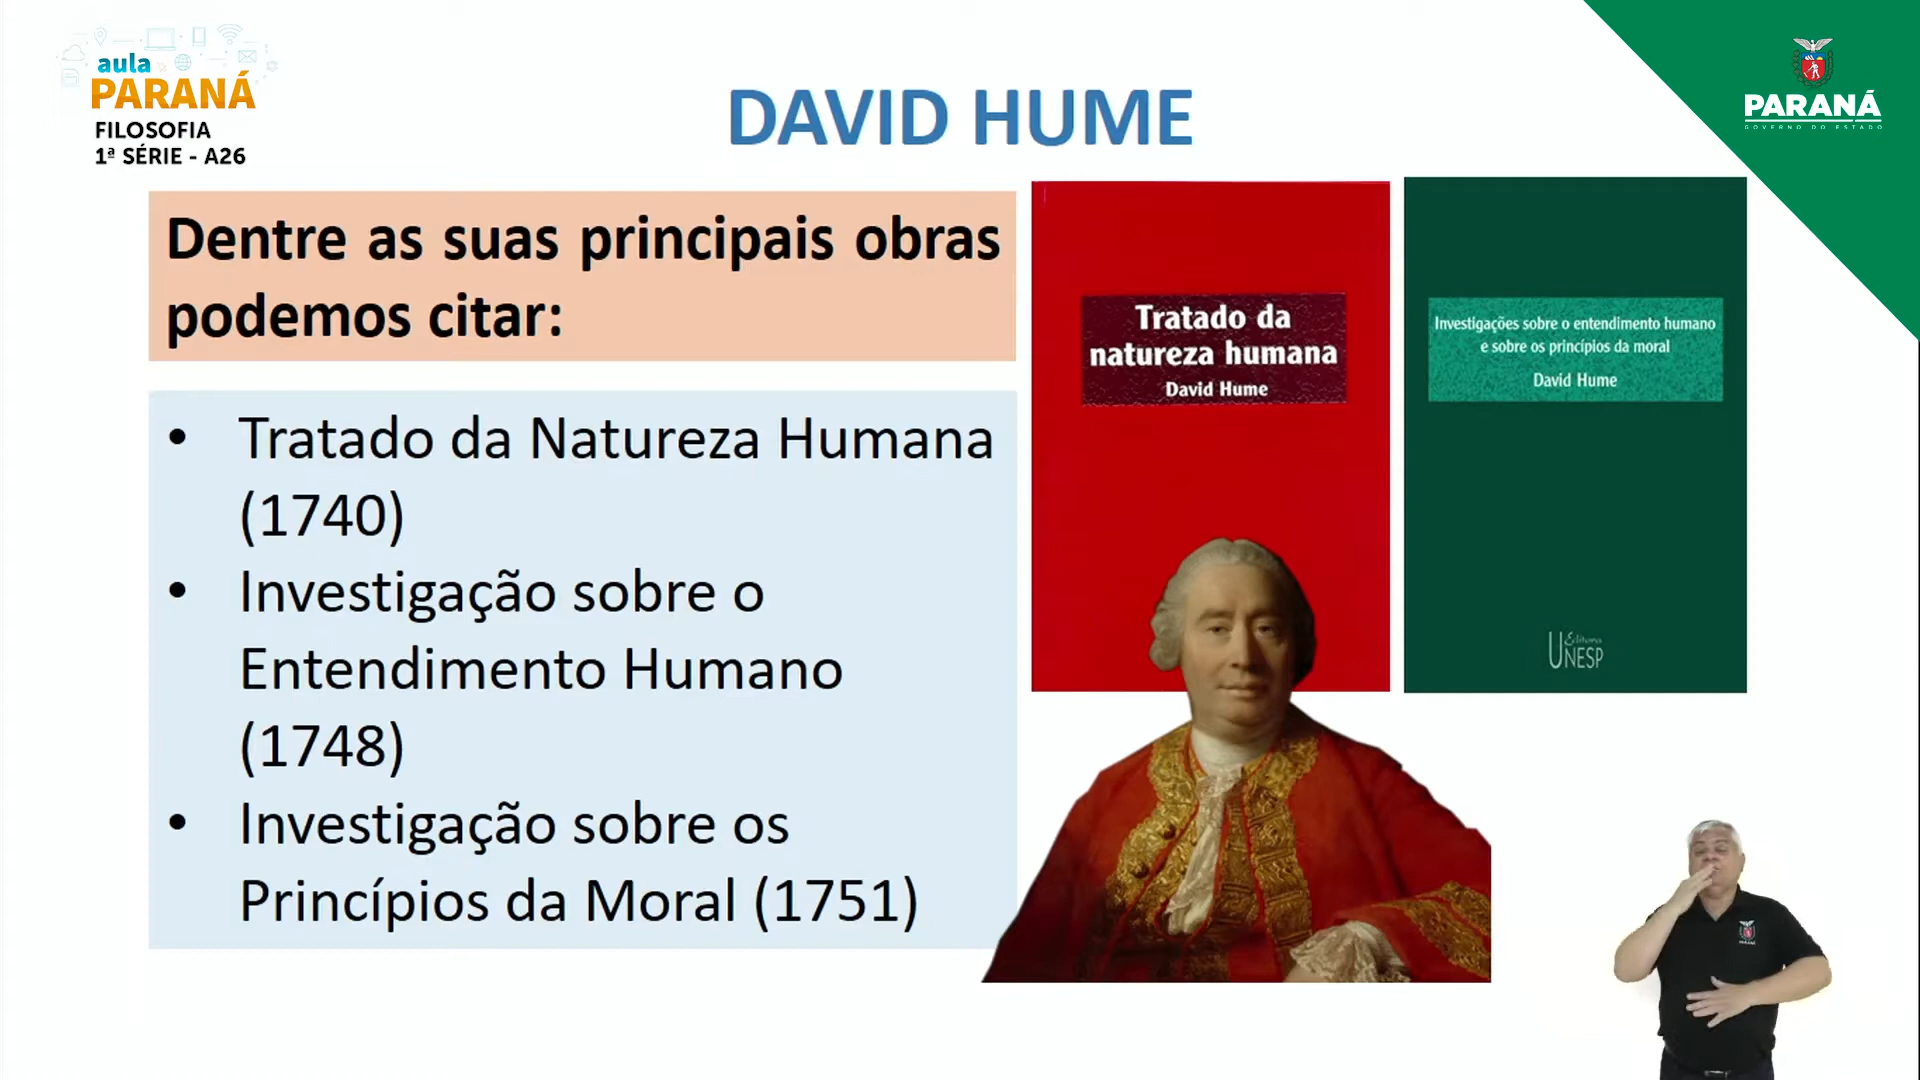 aula
PARANÁ
FILOSOFIA
1ª SÉRIE - A26
DAVID HUME
PARANÁ
GOVERNO DO ESTADO
Dentre as suas principais obras
podemos citar:
• Tratado da Natureza Humana
(1740)
• Investigação sobre o
Entendimento Humano
(1748)
• Investigação sobre os
Princípios da Moral (1751)
Tratado da
natureza humana
David Hume
Investigações sobre o entendimento humano
e sobre os princípios da moral
David Hume
Editora
UNESP